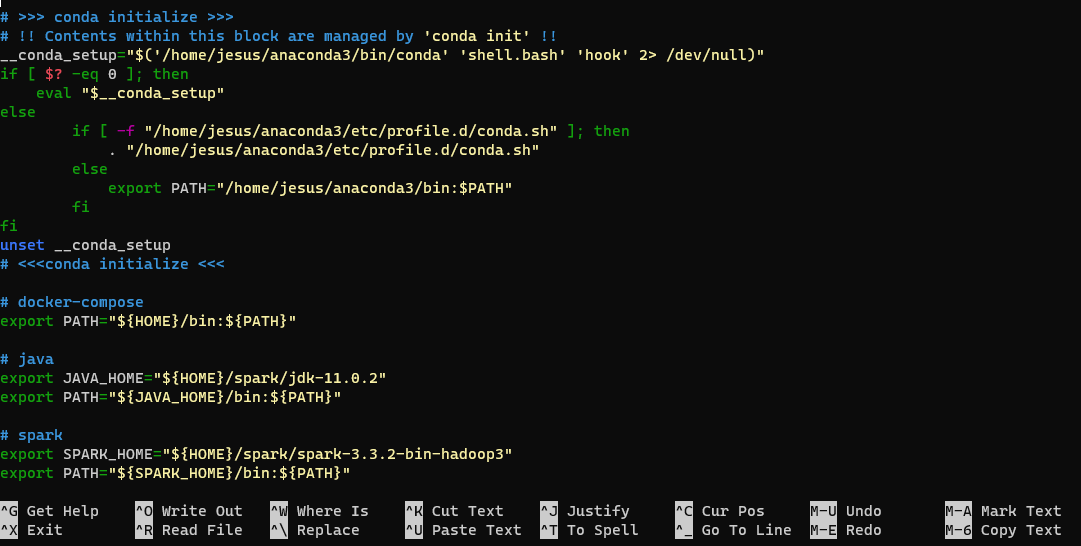 # >>> conda initialize >>>
# !! Contents within this block are managed by 'conda init' !!
__conda_setup="$('/home/jesus/anaconda3/bin/conda' 'shell.bash' 'hook' 2> /dev/null)"
if [ $? -eq 0 ]; then
    eval "$__conda_setup"
else
        if [ -f "/home/jesus/anaconda3/etc/profile.d/conda.sh" ]; then
            . "/home/jesus/anaconda3/etc/profile.d/conda.sh"
        else
            export PATH="/home/jesus/anaconda3/bin:$PATH"
        fi
fi
unset __conda_setup
# <<<conda initialize <<<

# docker-compose
export PATH="${HOME}/bin:${PATH}"

# java
export JAVA_HOME="${HOME}/spark/jdk-11.0.2"
export PATH="${JAVA_HOME}/bin:${PATH}"

# spark
export SPARK_HOME="${HOME}/spark/spark-3.3.2-bin-hadoop3"
export PATH="${SPARK_HOME}/bin:${PATH}"

^G Get Help    ^O Write Out   ^W Where Is    ^K Cut Text    ^J Justify     ^C Cur Pos     M-U Undo       M-A Mark Text
^X Exit        ^R Read File   ^\ Replace     ^U Paste Text  ^T To Spell    ^_ Go To Line  M-E Redo       M-6 Copy Text